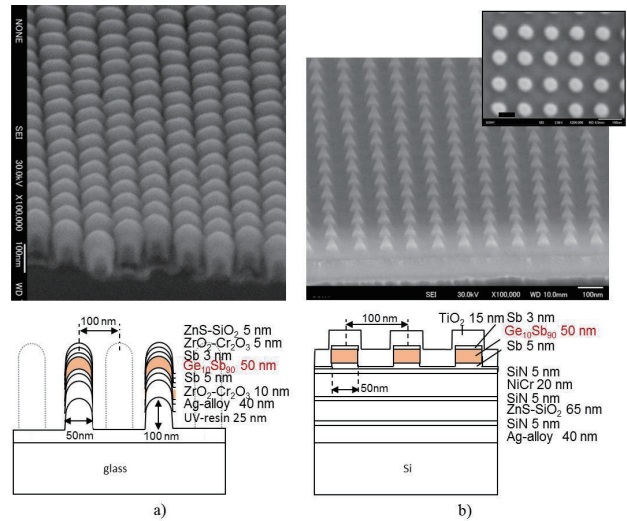 NONE
SEI
30.0kV
X100,000
100nm
WD
SEI 30.0kV X100,000 WD 10.0mm 100nm
100 nm
ZnS-SiO2 5 nm
ZrO2-Cr2O3 5 nm
Sb 3 nm
Ge10Sb90 50 nm
Sb 5 nm
ZrO2-Cr2O3 10 nm
Ag-alloy 40 nm
UV-resin 25 nm
50nm
100 nm
glass
a)
TiO2 15 nm
Sb 3 nm
100 nm
Ge10Sb90 50 nm
Sb 5 nm
50nm
SiN 5 nm
NiCr 20 nm
SiN 5 nm
ZnS-SiO2 65 nm
SiN 5 nm
Ag-alloy 40 nm
Si
b)